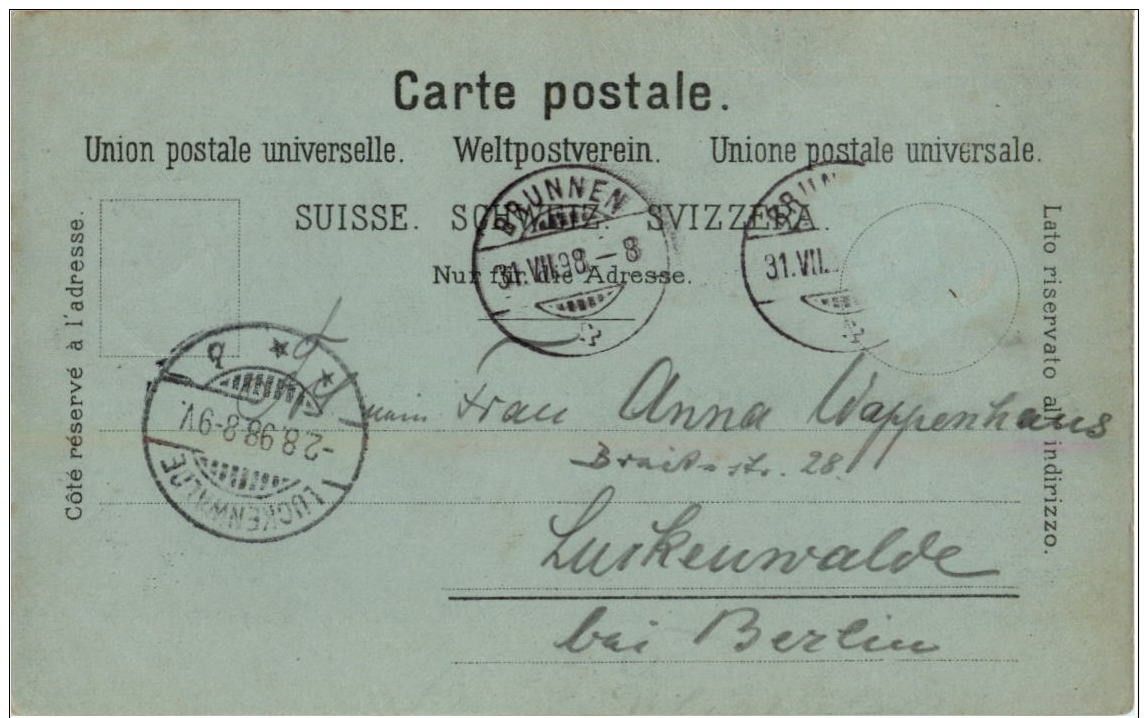 Carte postale.
Union postale universelle. Weltpostverein. Unione postale universale.
SUISSE. SCHWEIZ. SVIZZERA.
Nur für die Adresse.
Côté réservé à l'adresse.
Lato riservato all indirizzo.
BRUNNEN
31.VII.98.–8
BRUN
31.VII.
LUCKENWALDE
-2.8.98.8-9V.
Frau Anna Wappenhaus
Breitestr. 28
Luckenwalde
bei Berlin